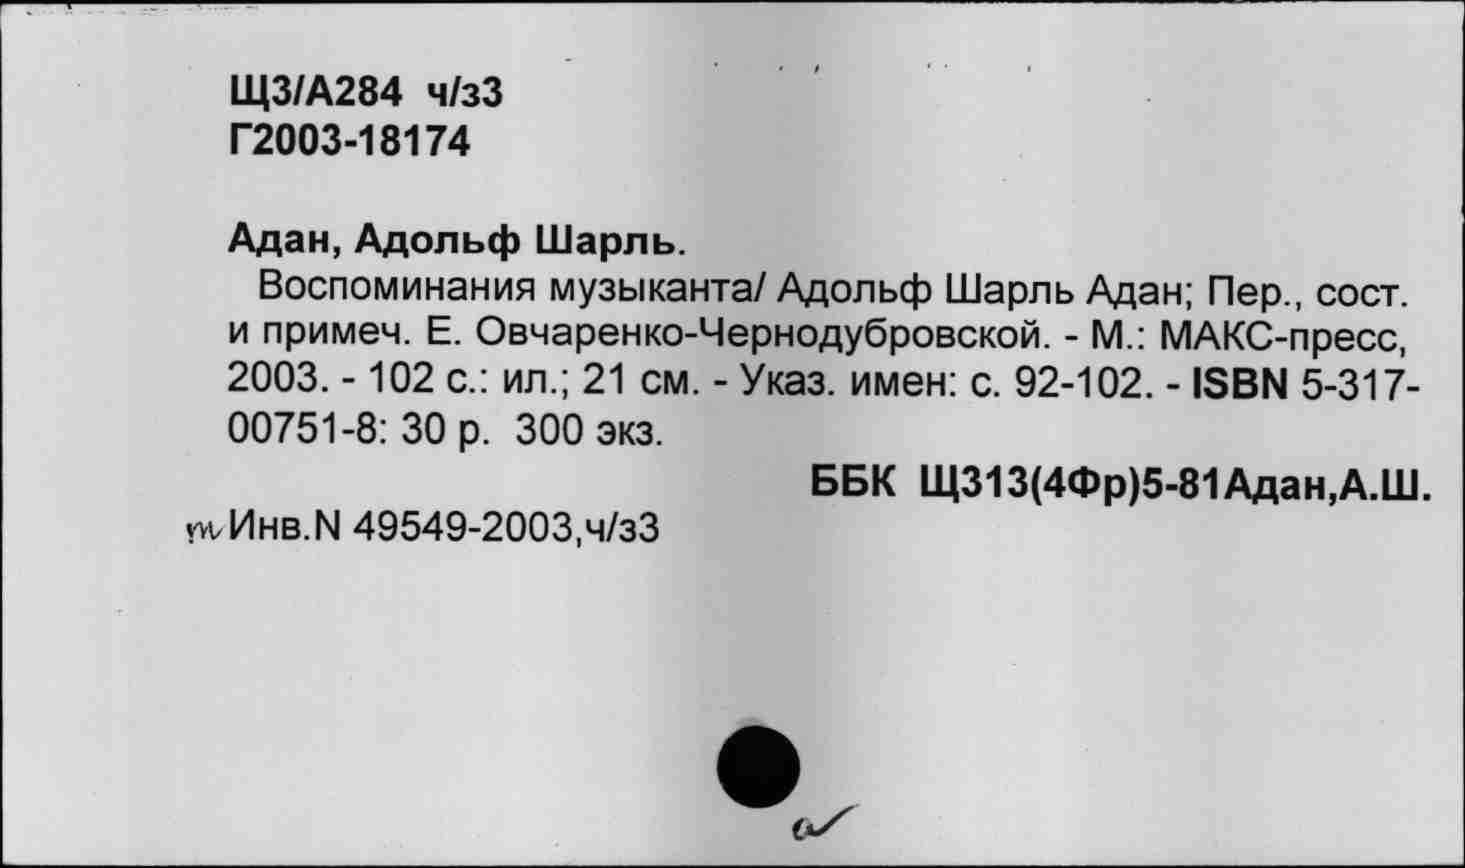 Щ3/А284 ч/з3
Г2003-18174
Адан, Адольф Шарль.
Воспоминания музыканта/ Адольф Шарль Адан; Пер., сост.
и примеч. Е. Овчаренко-Чернодубровской. - М.: МАКС-пресс,
2003. - 102 с.: ил.; 21 см. - Указ. имен: с. 92-102. - ISBN 5-317-
00751-8: 30 р. 300 экз.
ББК Щ313(4Фр)5-81Адан,А.Ш.
Инв.N 49549-2003,ч/з3